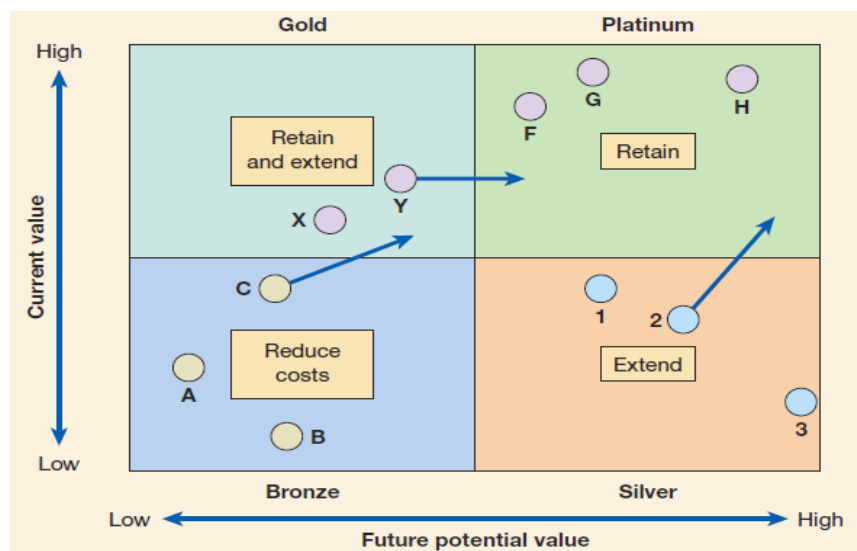 Gold
Platinum
High
G
H
F
Retain
and extend
Retain
Y
X
Current value
C
1
2
Reduce
costs
Extend
A
3
B
Low
Bronze
Silver
Low
High
Future potential value